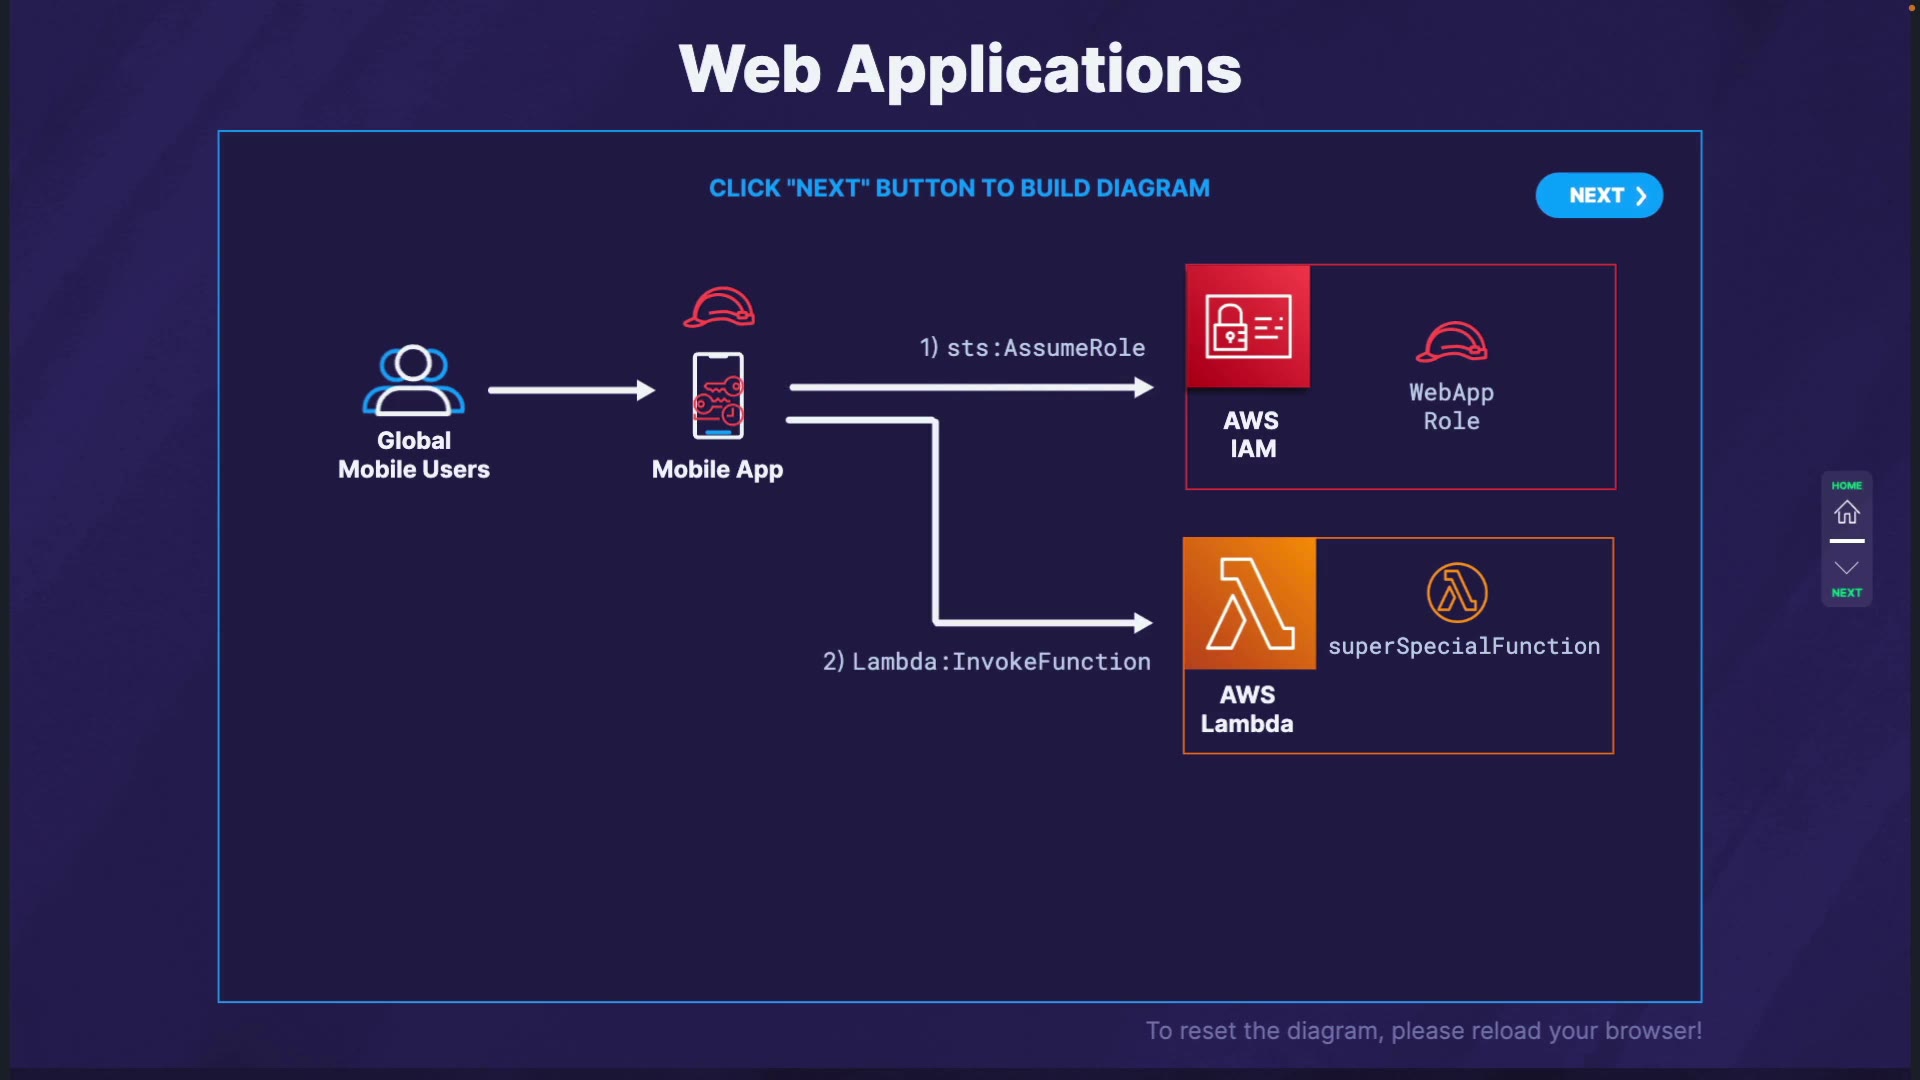 Web Applications
CLICK "NEXT" BUTTON TO BUILD DIAGRAM
NEXT
1) sts:AssumeRole
Global
Mobile Users
Mobile App
AWS
IAM
WebApp
Role
HOME
NEXT
2) Lambda:InvokeFunction
superSpecialFunction
AWS
Lambda
To reset the diagram, please reload your browser!